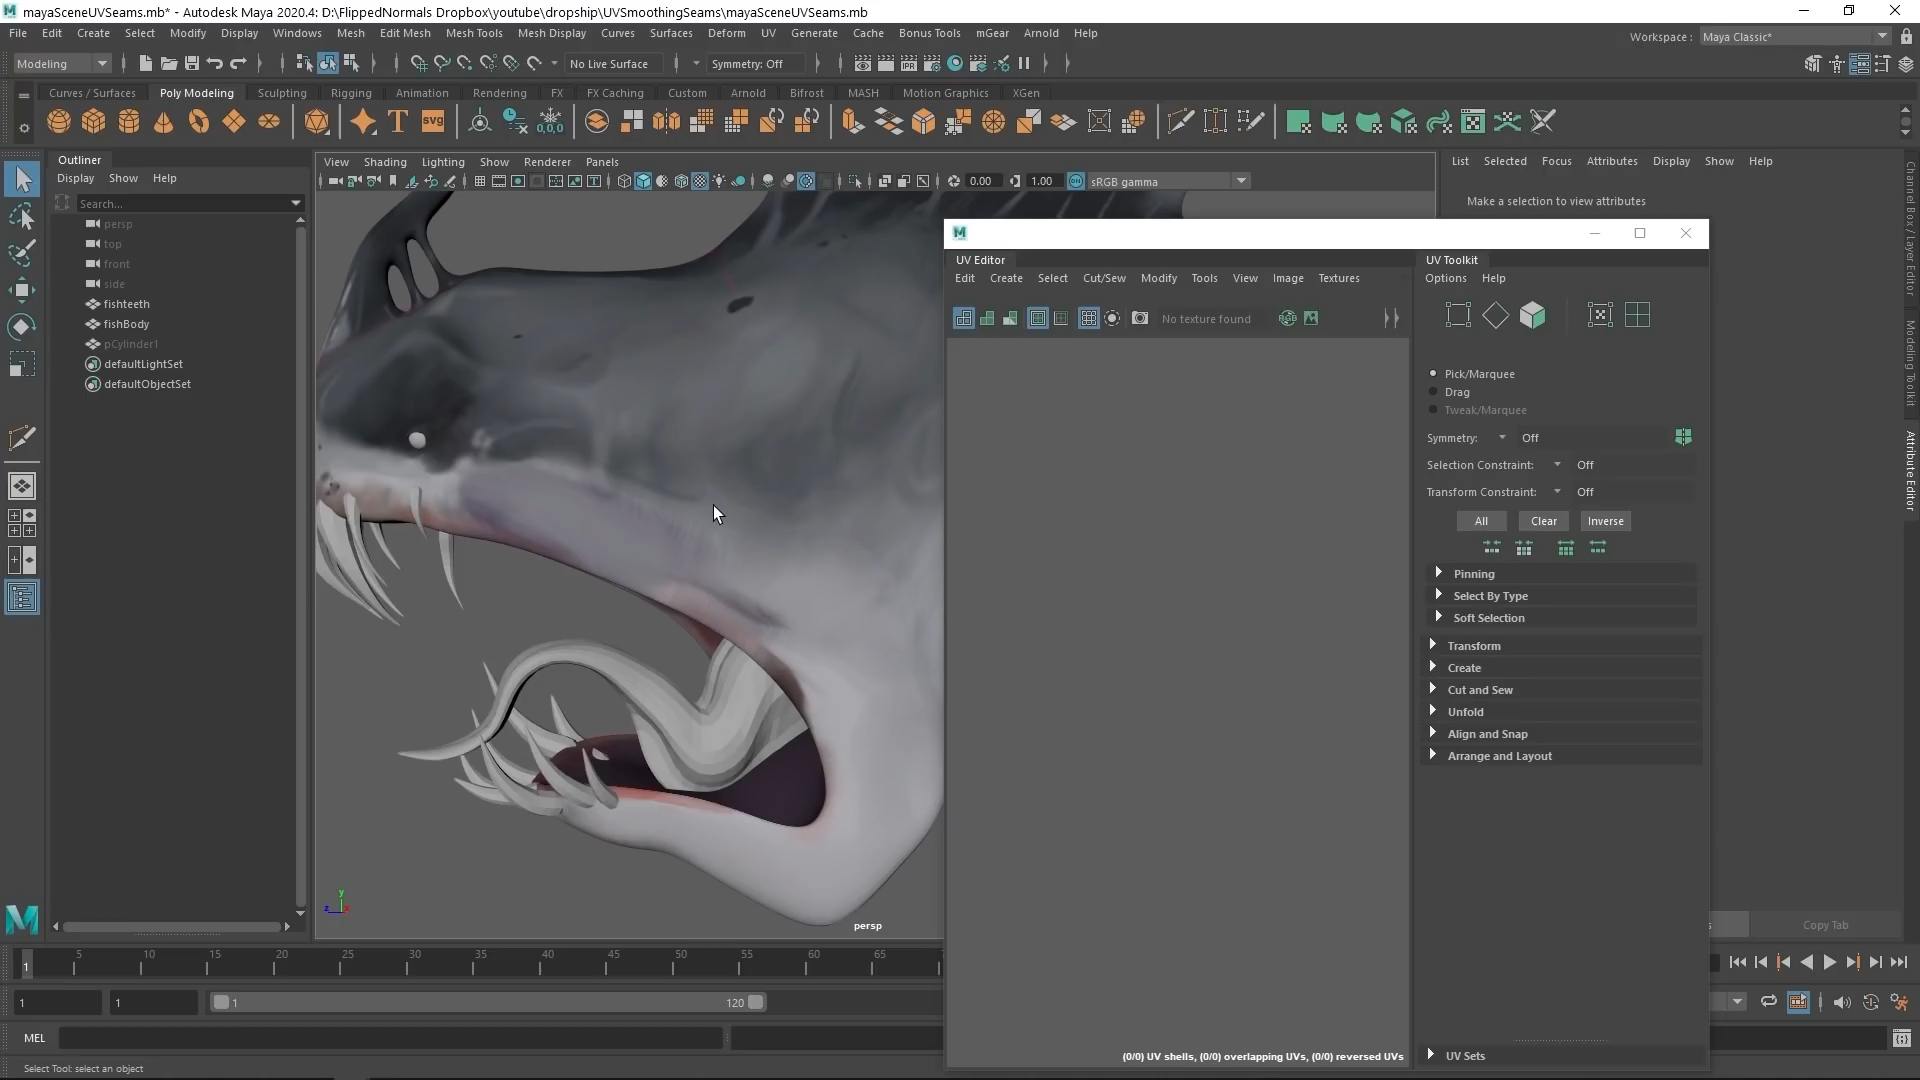 mayaSceneUVSeams.mb* - Autodesk Maya 2020.4: D:\FlippedNormals Dropbox\youtube\dropship\UVSmoothingSeams\mayaSceneUVSeams.mb
File Edit Create Select Modify Display Windows Mesh Edit Mesh Mesh Tools Mesh Display Curves Surfaces Deform UV Generate Cache Bonus Tools mGear Arnold Help
Workspace : Maya Classic*
Modeling No Live Surface Symmetry: Off
Curves / Surfaces Poly Modeling Sculpting Rigging Animation Rendering FX FX Caching Custom Arnold Bifrost MASH Motion Graphics XGen
Outliner
Display Show Help
Search...
persp
top
front
side
fishteeth
fishBody
pCylinder1
defaultLightSet
defaultObjectSet
View Shading Lighting Show Renderer Panels
0.00 1.00 sRGB gamma
persp
UV Editor
Edit Create Select Cut/Sew Modify Tools View Image Textures
No texture found
(0/0) UV shells, (0/0) overlapping UVs, (0/0) reversed UVs
UV Toolkit
Options Help
Pick/Marquee
Drag
Tweak/Marquee
Symmetry: Off
Selection Constraint: Off
Transform Constraint: Off
All Clear Inverse
Pinning
Select By Type
Soft Selection
Transform
Create
Cut and Sew
Unfold
Align and Snap
Arrange and Layout
UV Sets
List Selected Focus Attributes Display Show Help
Make a selection to view attributes
Copy Tab
Channel Box / Layer Editor
Modeling Toolkit
Attribute Editor
1 5 10 15 20 25 30 35 40 45 50 55 60 65
1 1 1 120
MEL
Select Tool: select an object